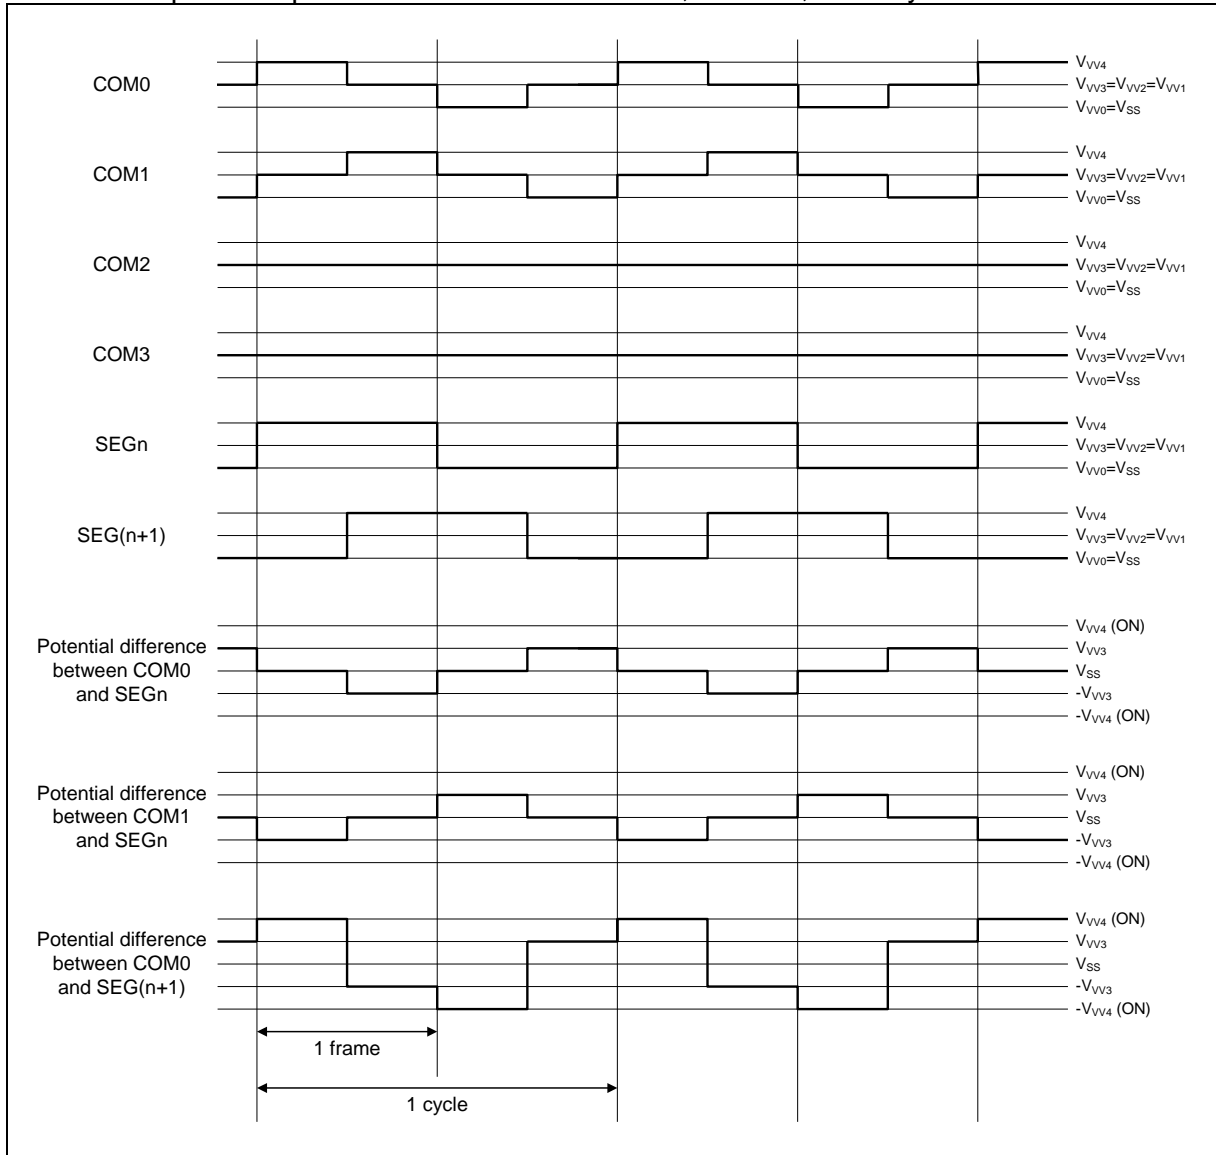 COM0
V_VV4
V_VV3=V_VV2=V_VV1
V_VV0=V_SS
COM1
V_VV4
V_VV3=V_VV2=V_VV1
V_VV0=V_SS
COM2
V_VV4
V_VV3=V_VV2=V_VV1
V_VV0=V_SS
COM3
V_VV4
V_VV3=V_VV2=V_VV1
V_VV0=V_SS
SEGn
V_VV4
V_VV3=V_VV2=V_VV1
V_VV0=V_SS
SEG(n+1)
V_VV4
V_VV3=V_VV2=V_VV1
V_VV0=V_SS
Potential difference
between COM0
and SEGn
V_VV4 (ON)
V_VV3
V_SS
-V_VV3
-V_VV4 (ON)
Potential difference
between COM1
and SEGn
V_VV4 (ON)
V_VV3
V_SS
-V_VV3
-V_VV4 (ON)
Potential difference
between COM0
and SEG(n+1)
V_VV4 (ON)
V_VV3
V_SS
-V_VV3
-V_VV4 (ON)
1 frame
1 cycle